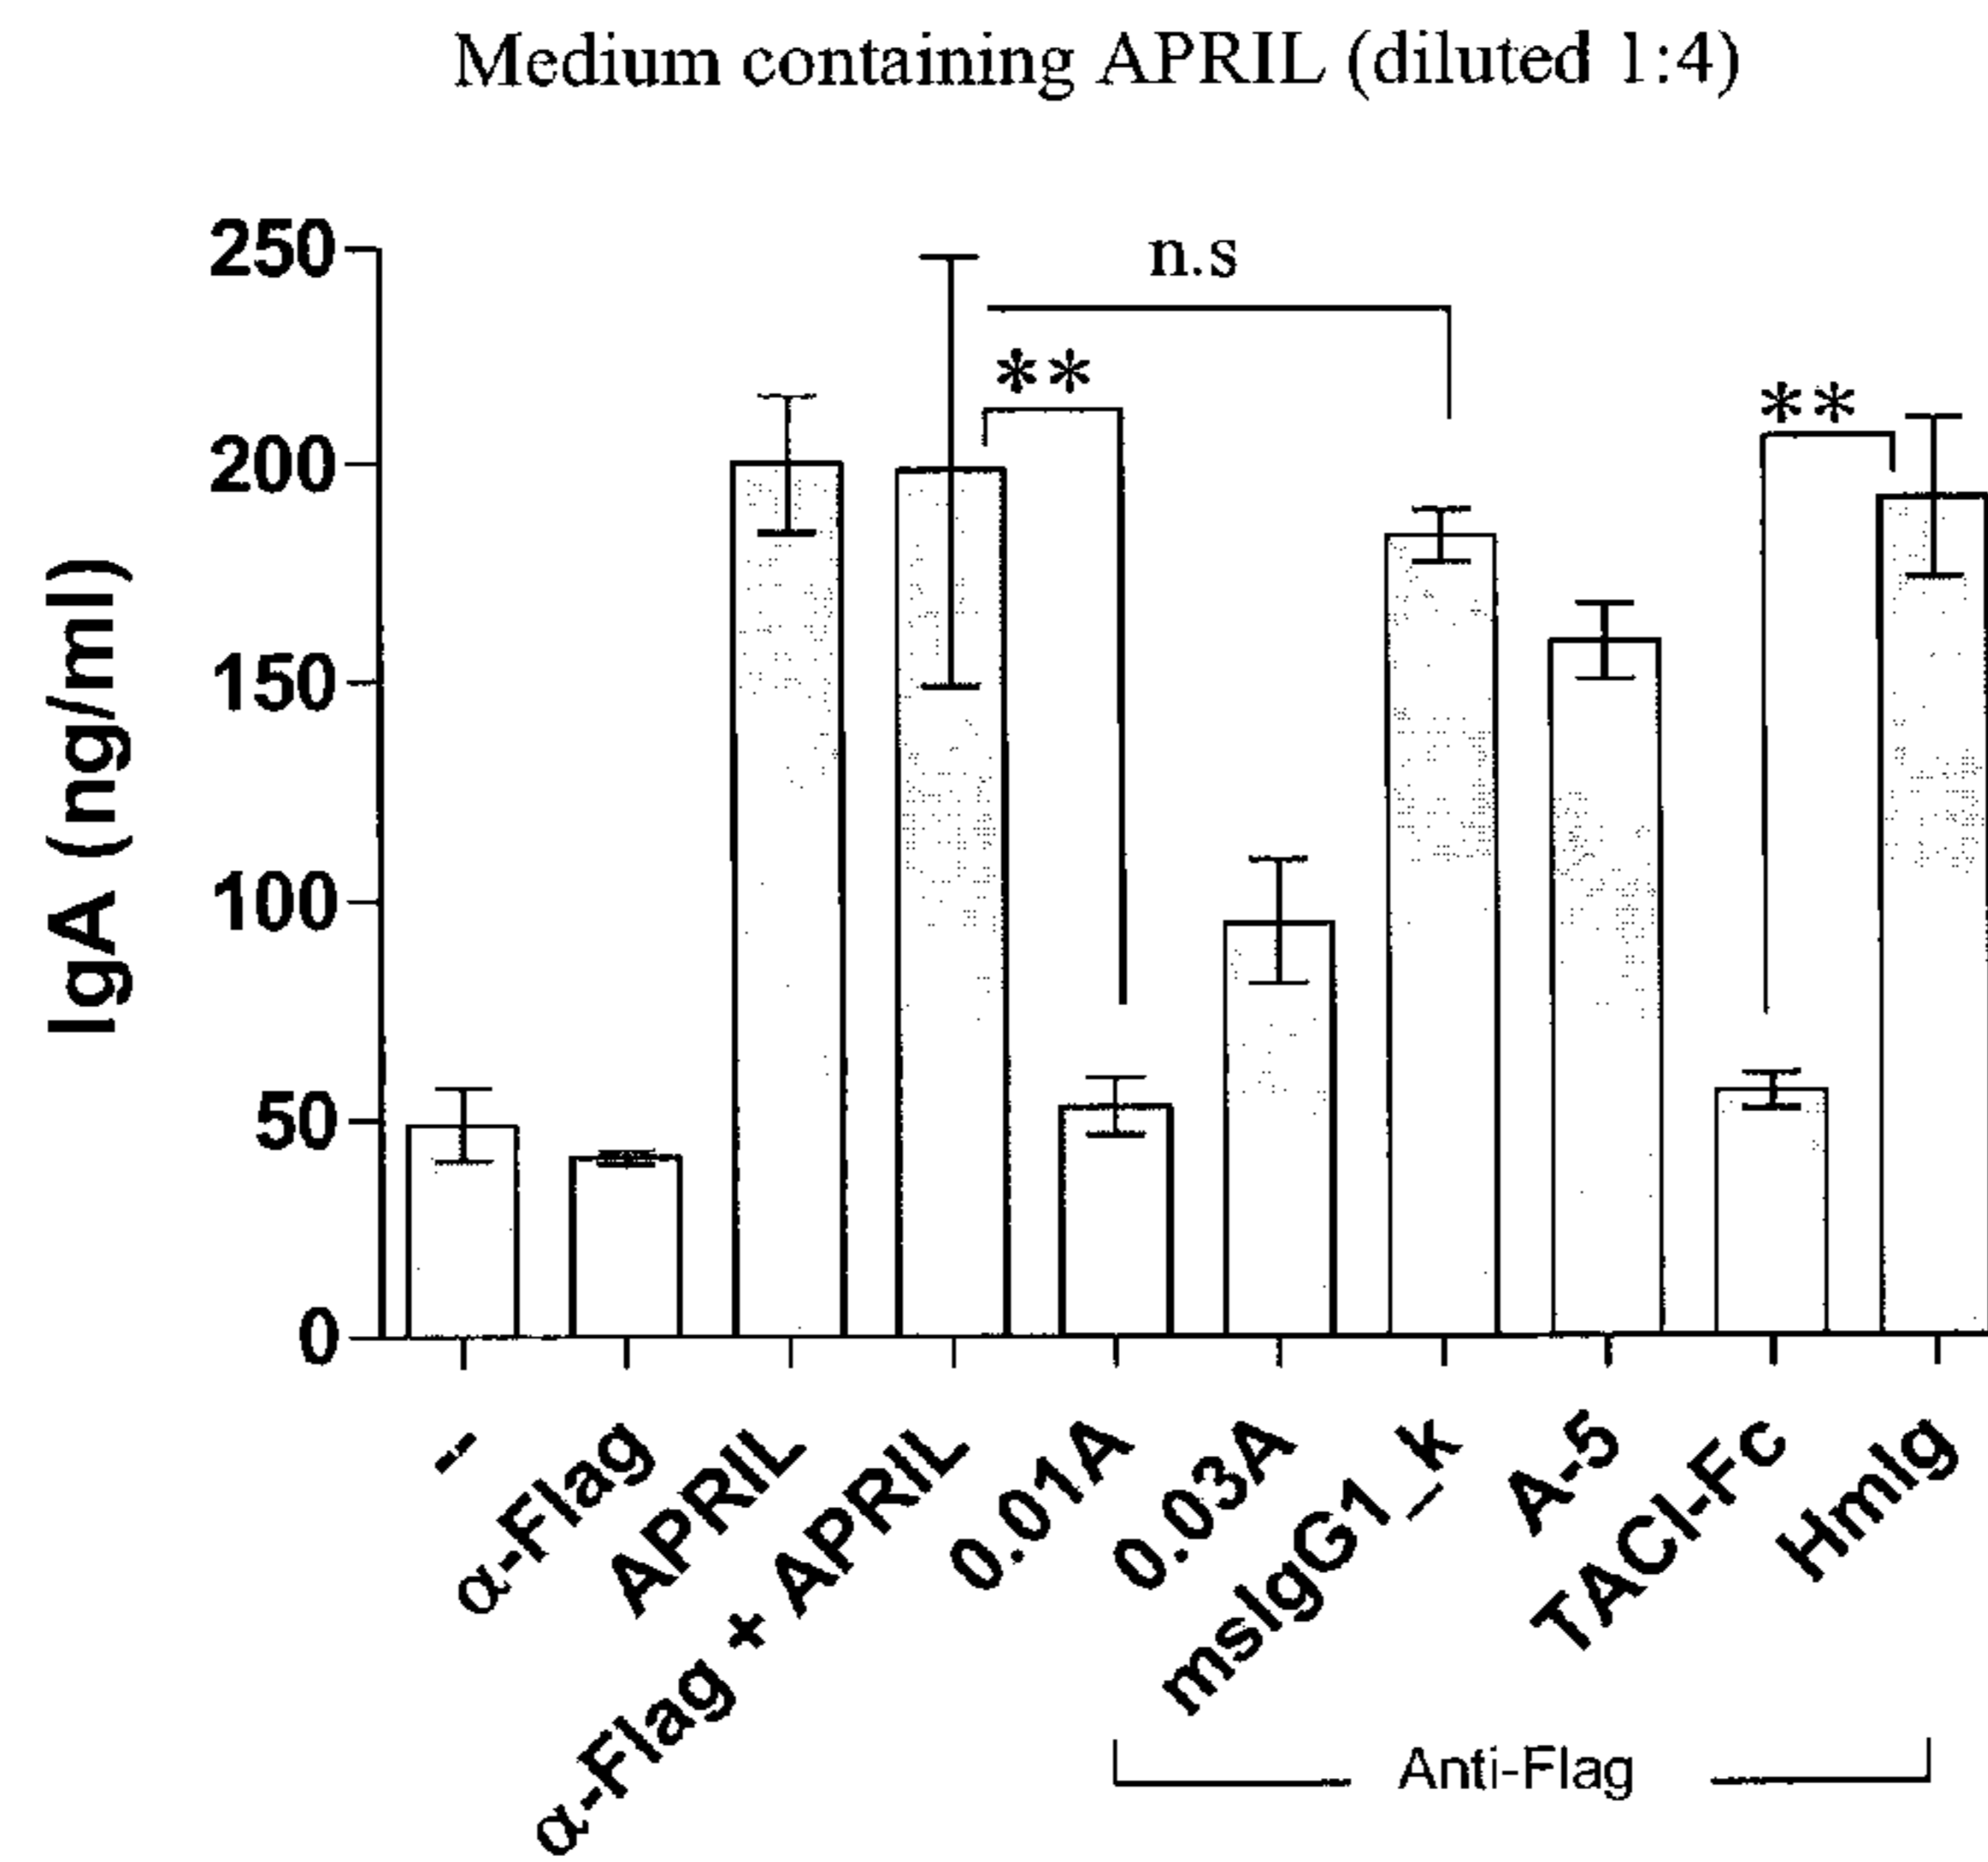 Medium containing APRIL (diluted 1:4)
IgA (ng/ml)
250
200
150
100
50
0
n.s
**
**
--
α-Flag
APRIL
α-Flag + APRIL
0.01A
0.03A
msIgG1_k
A-5
TACI-Fc
HmIg
Anti-Flag